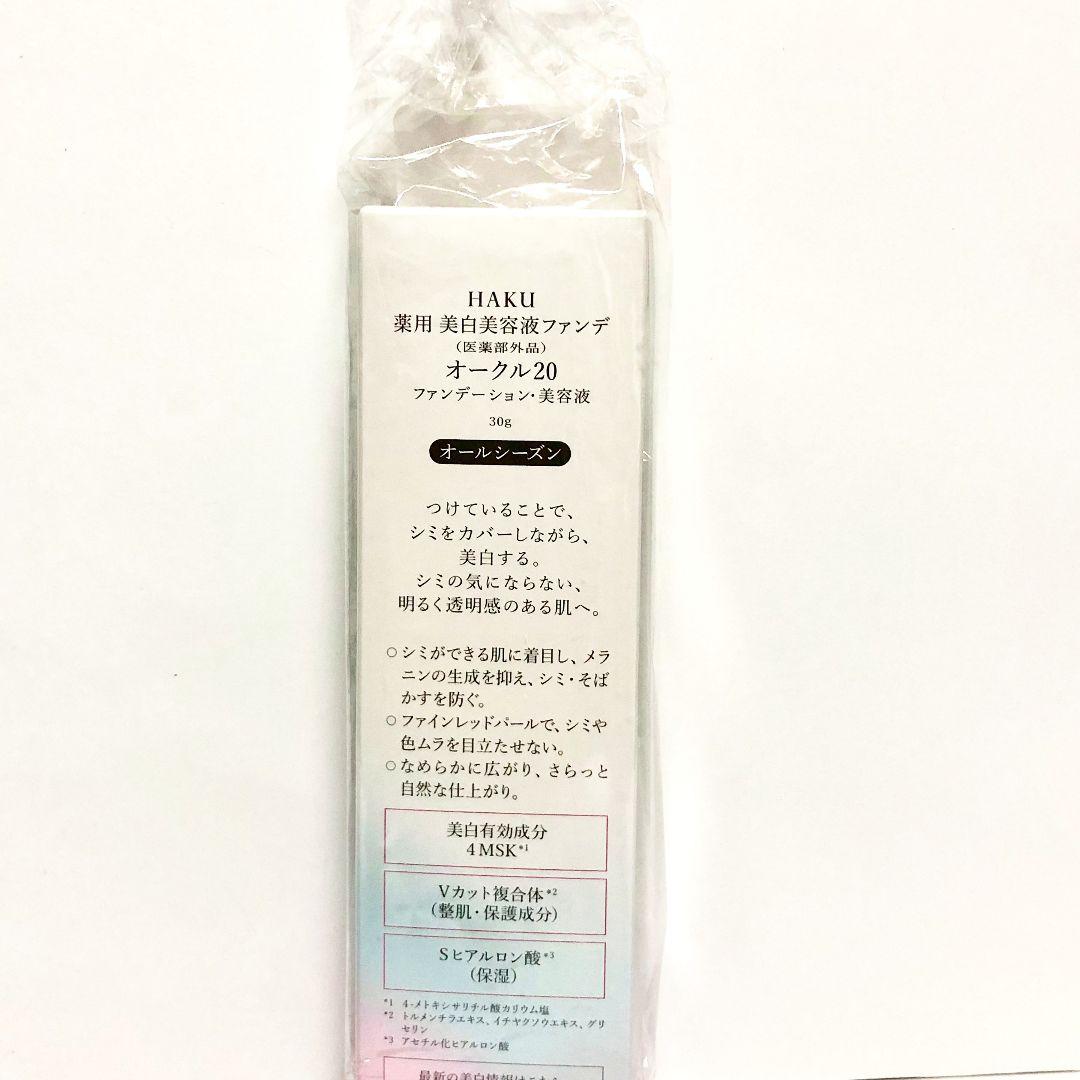 HAKU
薬用 美白美容液ファンデ
（医薬部外品）
オークル20
ファンデーション・美容液
30g
オールシーズン
つけていることで、
シミをカバーしながら、
美白する。
シミの気にならない、
明るく透明感のある肌へ。
○シミができる肌に着目し、メラ
ニンの生成を抑え、シミ・そば
かすを防ぐ。
○ファインレッドパールで、シミや
色ムラを目立たせない。
○なめらかに広がり、さらっと
自然な仕上がり。
美白有効成分
4MSK*1
Vカット複合体*2
（整肌・保護成分）
Sヒアルロン酸*3
（保湿）
*1 4-メトキシサリチル酸カリウム塩
*2 トルメンチラエキス、イチヤクソウエキス、グリ
セリン
*3 アセチル化ヒアルロン酸
最新の美白情報はこちら